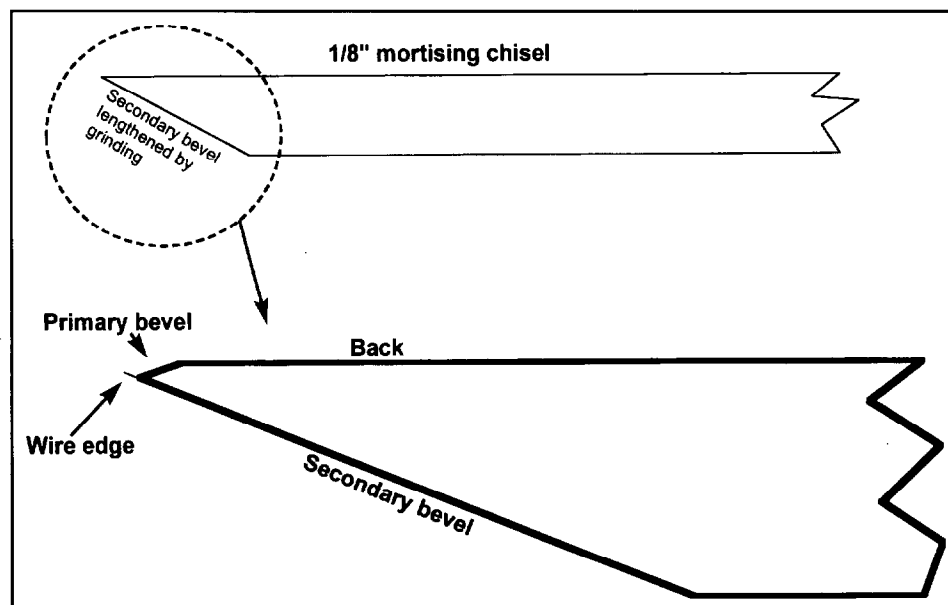 1/8" mortising chisel
Secondary bevel
lengthened by
grinding
Primary bevel
Back
Wire edge
Secondary bevel